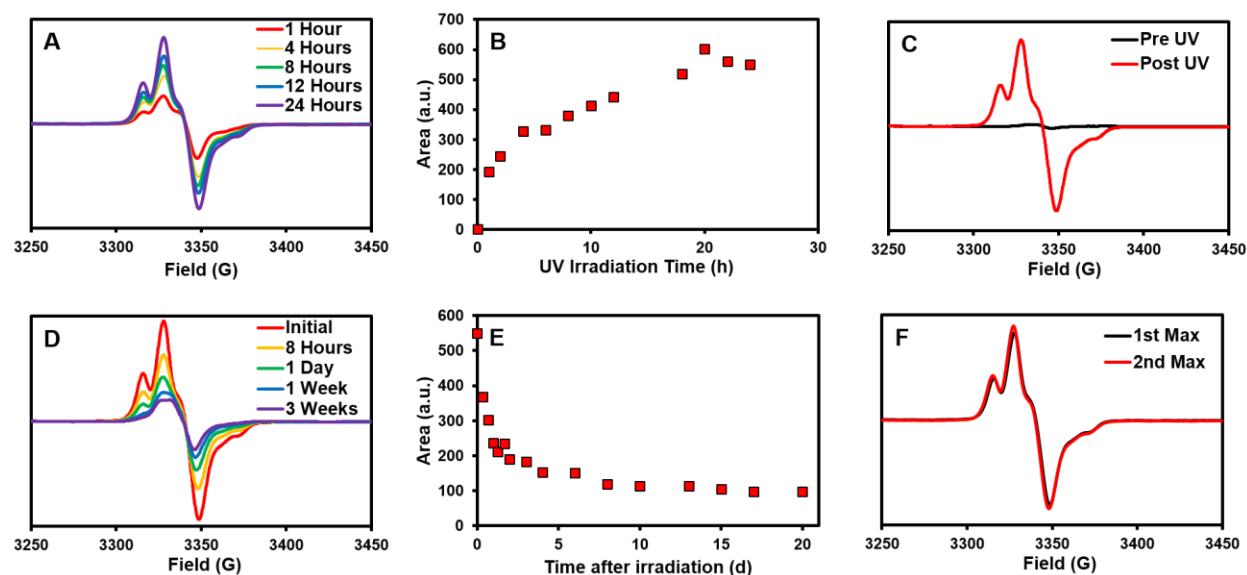 A
1 Hour
4 Hours
8 Hours
12 Hours
24 Hours
3250 3300 3350 3400 3450
Field (G)
B
700
600
500
400
300
200
100
0
Area (a.u.)
0 10 20 30
UV Irradiation Time (h)
C
Pre UV
Post UV
3250 3300 3350 3400 3450
Field (G)
D
Initial
8 Hours
1 Day
1 Week
3 Weeks
3250 3300 3350 3400 3450
Field (G)
E
600
500
400
300
200
100
0
Area (a.u.)
0 5 10 15 20
Time after irradiation (d)
F
1st Max
2nd Max
3250 3300 3350 3400 3450
Field (G)